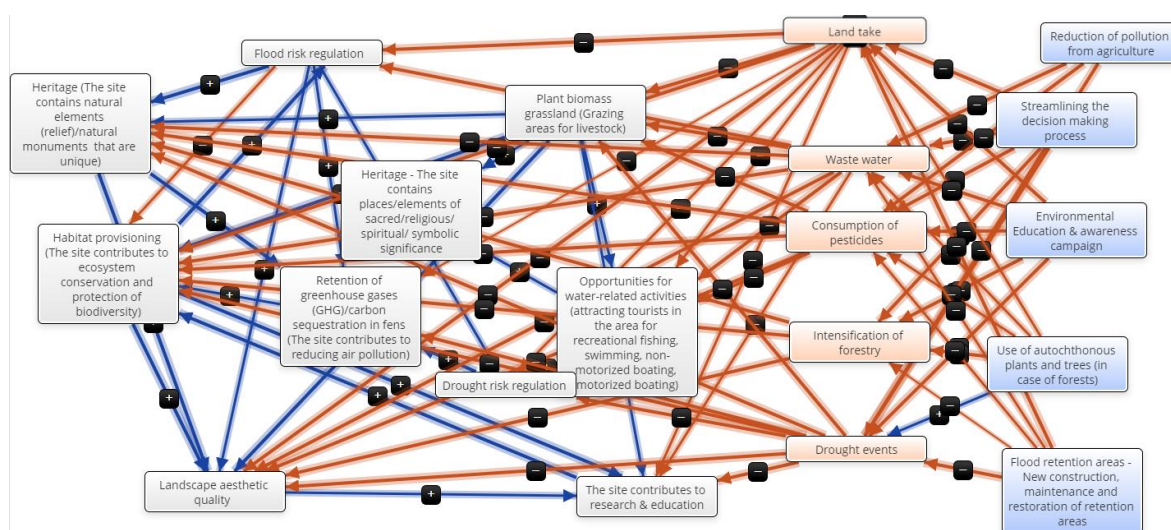 Land take
Reduction of pollution
from agriculture
Flood risk regulation
Heritage (The site
contains natural
elements
(relief)/natural
monuments that are
unique)
Plant biomass
grassland (Grazing
areas for livestock)
Streamlining the
decision making
process
Waste water
Heritage - The site
contains
places/elements of
sacred/religious/
spiritual/ symbolic
significance
Habitat provisioning
(The site contributes to
ecosystem
conservation and
protection of
biodiversity)
Consumption of
pesticides
Environmental
Education & awareness
campaign
Retention of
greenhouse gases
(GHG)/carbon
sequestration in fens
(The site contributes to
reducing air pollution)
Opportunities for
water-related activities
(attracting tourists in
the area for
recreational fishing,
swimming, non-
motorized boating,
motorized boating)
Intensification of
forestry
Use of autochthonous
plants and trees (in
case of forests)
Drought risk regulation
Drought events
Landscape aesthetic
quality
The site contributes to
research & education
Flood retention areas -
New construction,
maintenance and
restoration of retention
areas